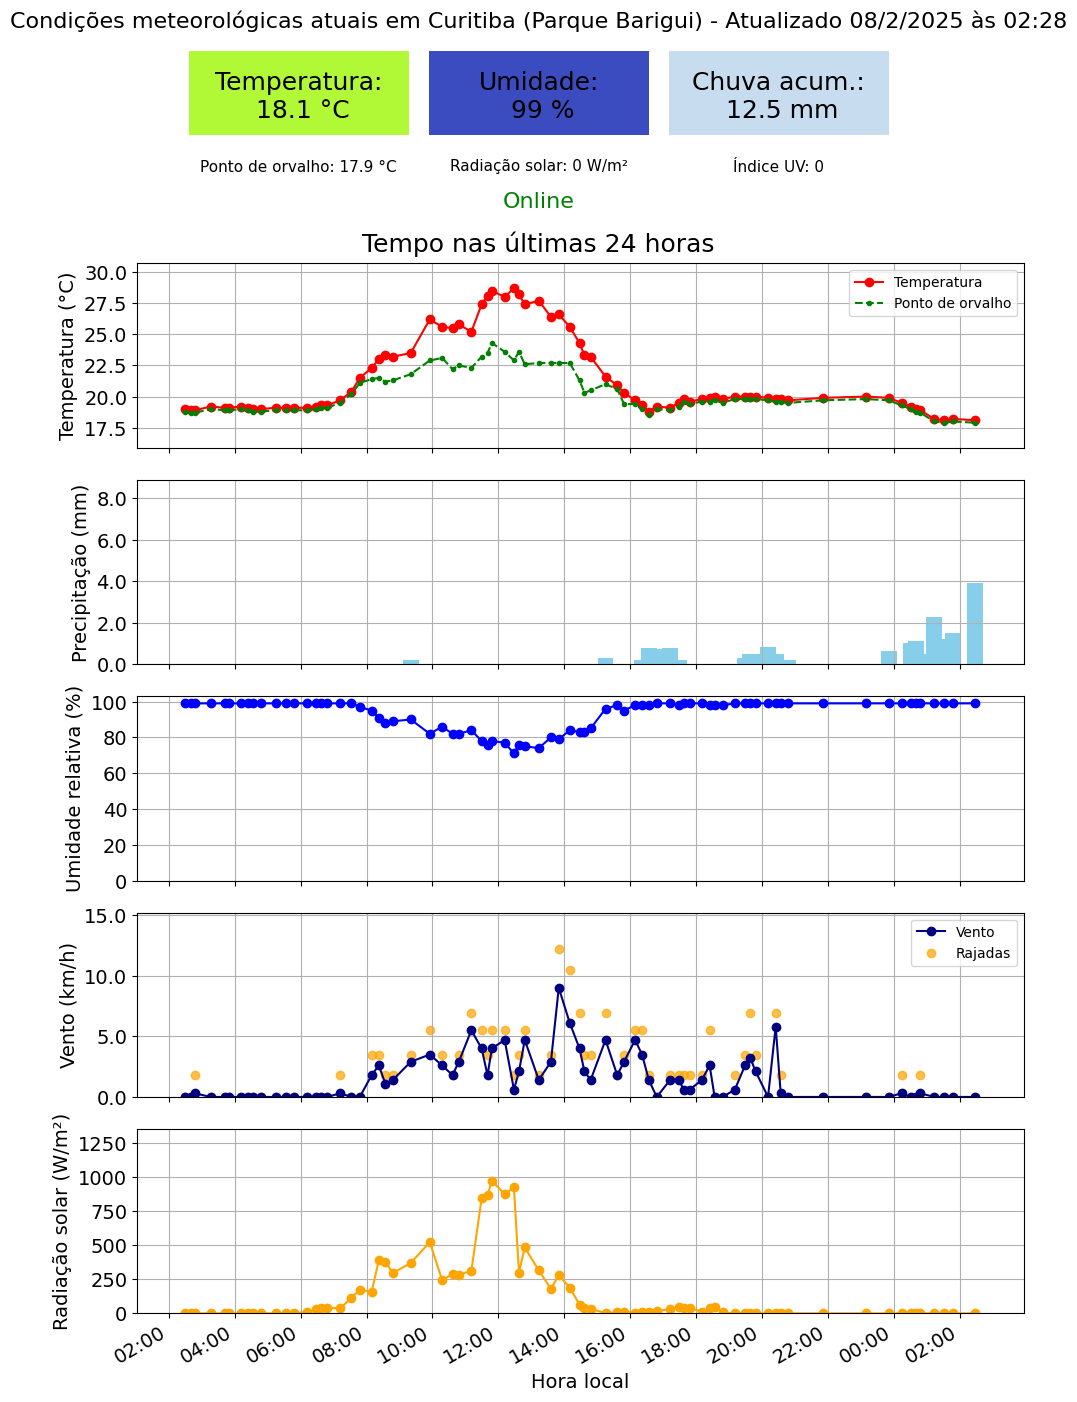 Condições meteorológicas atuais em Curitiba (Parque Barigui) - Atualizado 08/2/2025 às 02:28
Temperatura:
18.1 °C
Umidade:
99 %
Chuva acum.:
12.5 mm
Ponto de orvalho: 17.9 °C
Radiação solar: 0 W/m²
Índice UV: 0
Online
Tempo nas últimas 24 horas
Temperatura (°C)
30.0
27.5
25.0
22.5
20.0
17.5
Temperatura
Ponto de orvalho
Precipitação (mm)
8.0
6.0
4.0
2.0
0.0
Umidade relativa (%)
100
80
60
40
20
0
Vento (km/h)
15.0
10.0
5.0
0.0
Vento
Rajadas
Radiação solar (W/m²)
1250
1000
750
500
250
0
02:00
04:00
06:00
08:00
10:00
12:00
14:00
16:00
18:00
20:00
22:00
00:00
02:00
Hora local